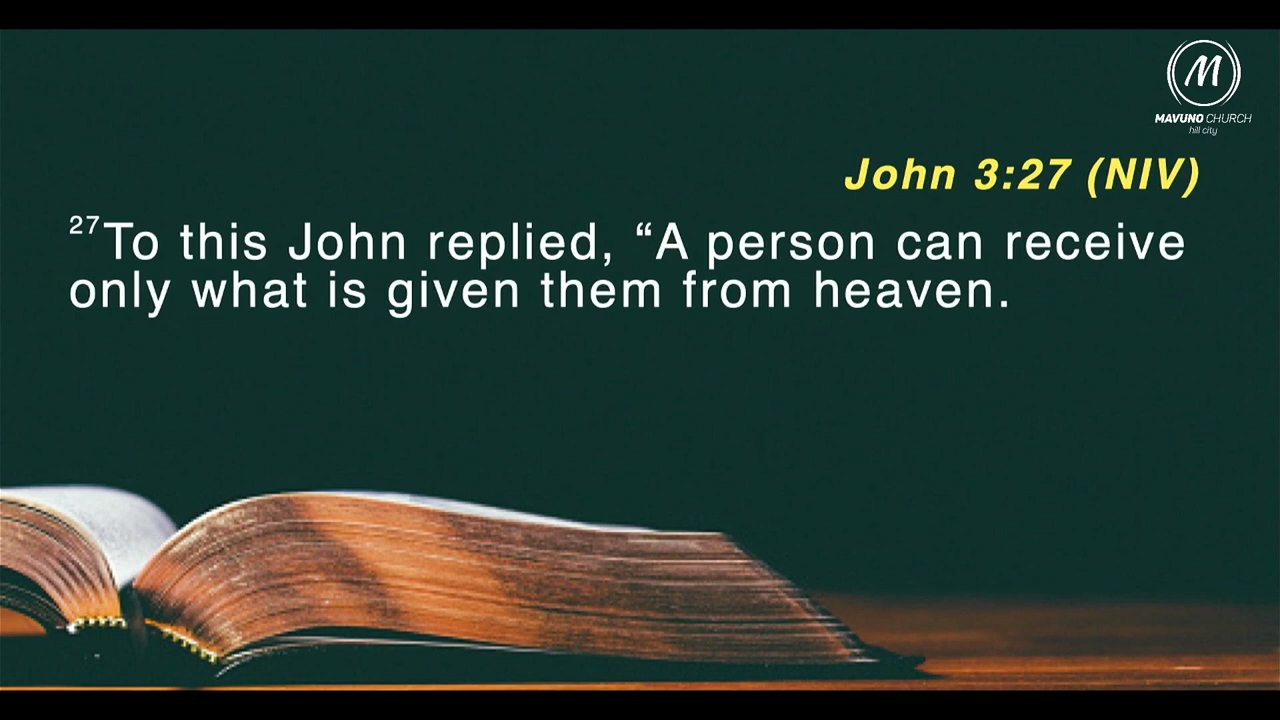 M
MAVUNO CHURCH
hill city
John 3:27 (NIV)
27To this John replied, “A person can receive
only what is given them from heaven.